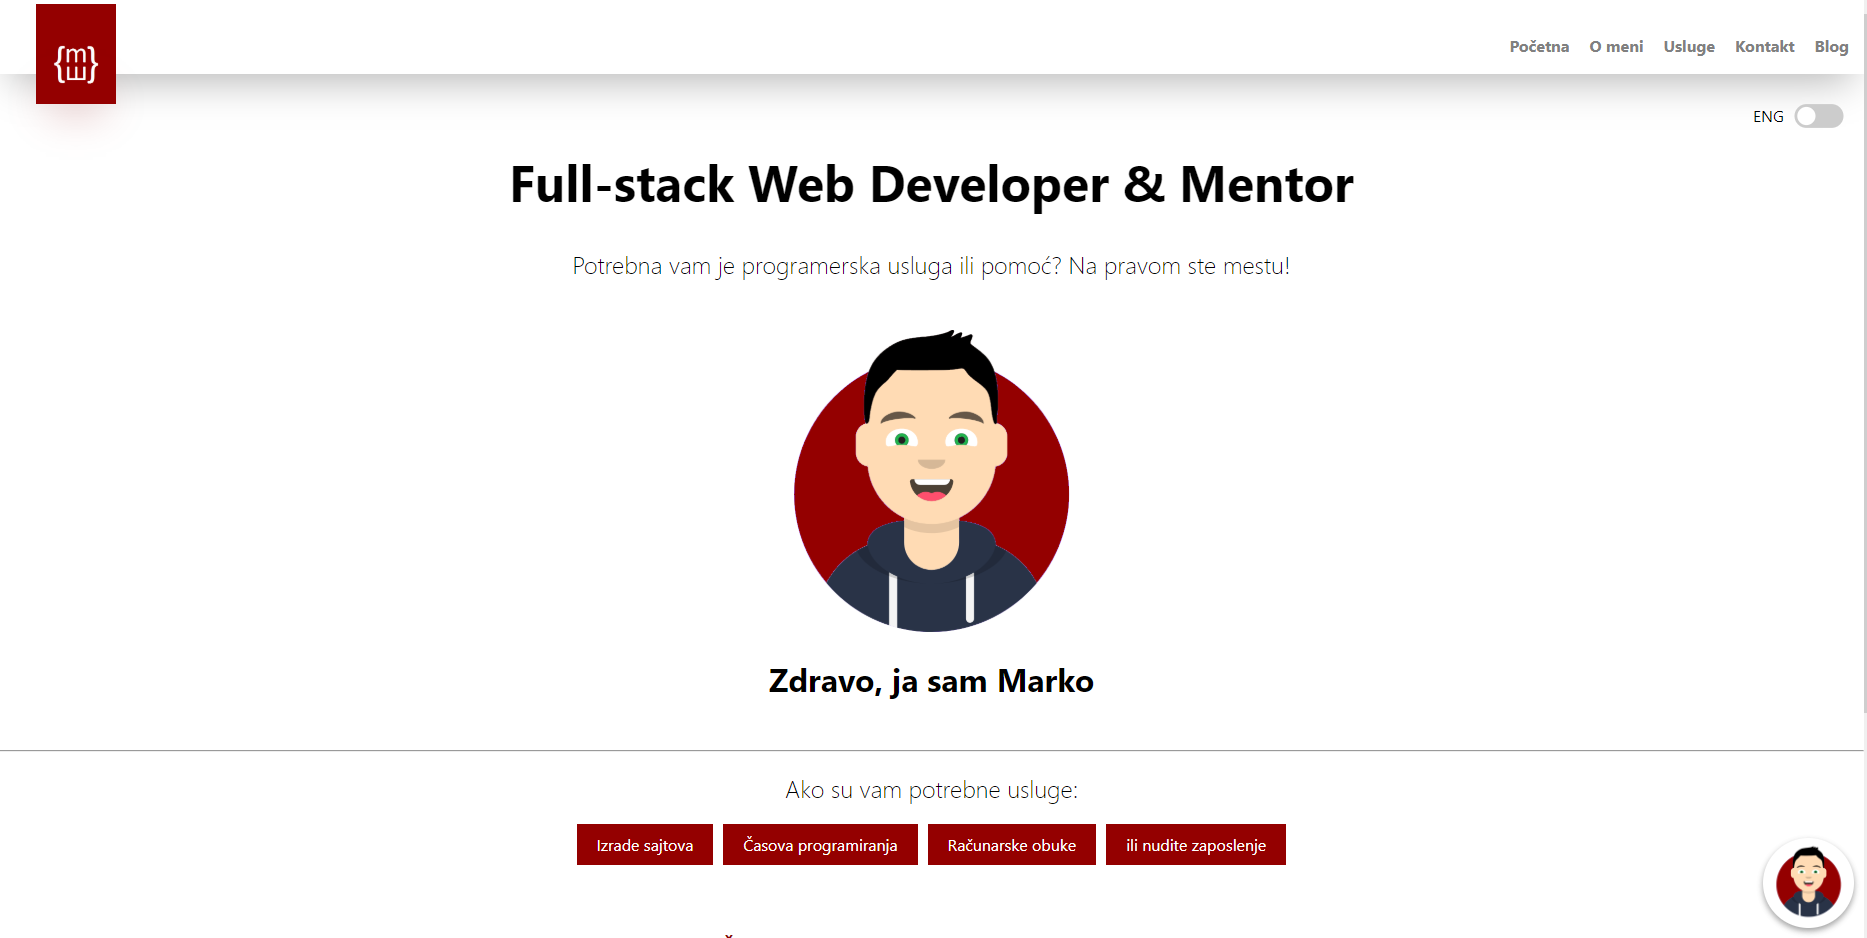 {m
ш}
Početna O meni Usluge Kontakt Blog
ENG
Full-stack Web Developer & Mentor
Potrebna vam je programerska usluga ili pomoć? Na pravom ste mestu!
Zdravo, ja sam Marko
Ako su vam potrebne usluge:
Izrade sajtova
Časova programiranja
Računarske obuke
ili nudite zaposlenje